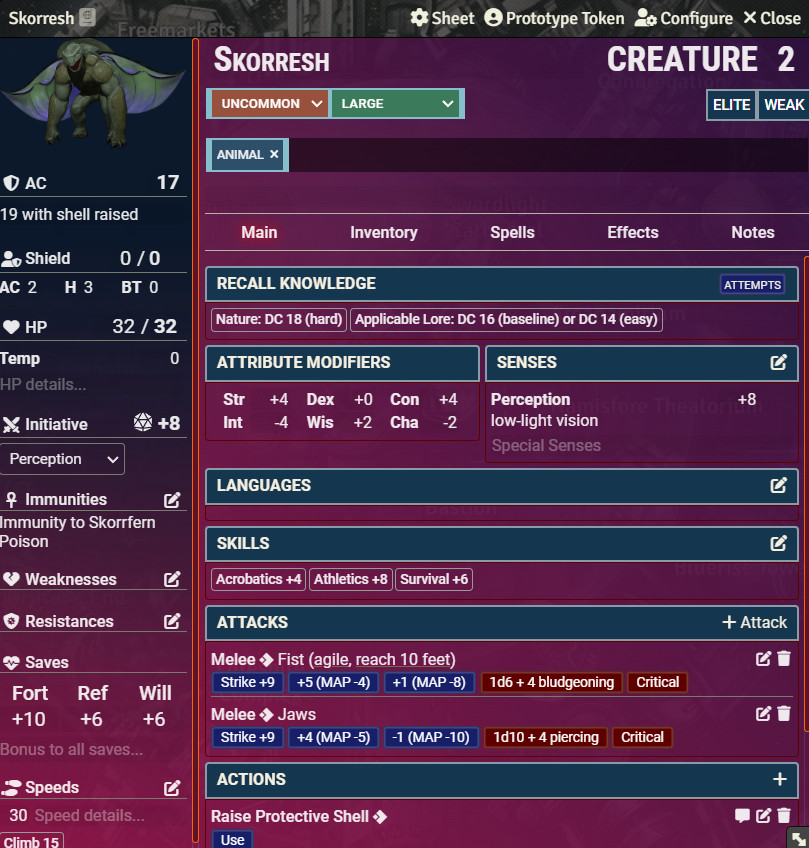 Skorresh
Sheet Prototype Token Configure Close
Freemarkets
Skorresh
CREATURE 2
UNCOMMON LARGE
ELITE WEAK
ANIMAL ×
AC 17
19 with shell raised
Shield 0 / 0
AC 2 H 3 BT 0
HP 32 / 32
Temp 0
HP details...
Initiative +8
Perception
Immunities
Immunity to Skorrfern
Poison
Weaknesses
Resistances
Saves
Fort Ref Will
+10 +6 +6
Bonus to all saves...
Speeds
30 Speed details...
Climb 15
Main Inventory Spells Effects Notes
RECALL KNOWLEDGE ATTEMPTS
Nature: DC 18 (hard) Applicable Lore: DC 16 (baseline) or DC 14 (easy)
ATTRIBUTE MODIFIERS
Str +4 Dex +0 Con +4
Int -4 Wis +2 Cha -2
SENSES
Perception +8
low-light vision
Special Senses
LANGUAGES
Bastion
SKILLS
Acrobatics +4 Athletics +8 Survival +6
ATTACKS + Attack
Melee Fist (agile, reach 10 feet)
Strike +9 +5 (MAP -4) +1 (MAP -8) 1d6 + 4 bludgeoning Critical
Melee Jaws
Strike +9 +4 (MAP -5) -1 (MAP -10) 1d10 + 4 piercing Critical
ACTIONS +
Raise Protective Shell
Use